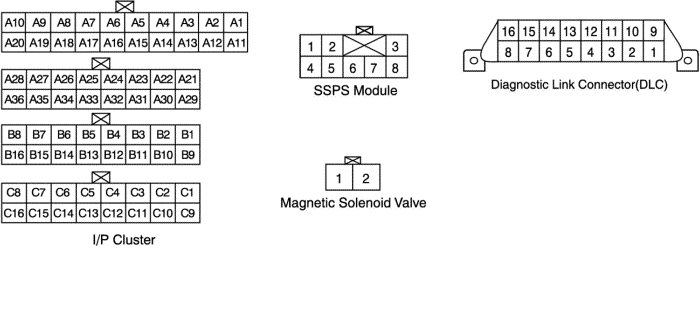 A10 A9 A8 A7 A6 A5 A4 A3 A2 A1
A20 A19 A18 A17 A16 A15 A14 A13 A12 A11
A28 A27 A26 A25 A24 A23 A22 A21
A36 A35 A34 A33 A32 A31 A30 A29
B8 B7 B6 B5 B4 B3 B2 B1
B16 B15 B14 B13 B12 B11 B10 B9
C8 C7 C6 C5 C4 C3 C2 C1
C16 C15 C14 C13 C12 C11 C10 C9
I/P Cluster
1 2 3
4 5 6 7 8
SSPS Module
1 2
Magnetic Solenoid Valve
16 15 14 13 12 11 10 9
8 7 6 5 4 3 2 1
Diagnostic Link Connector(DLC)